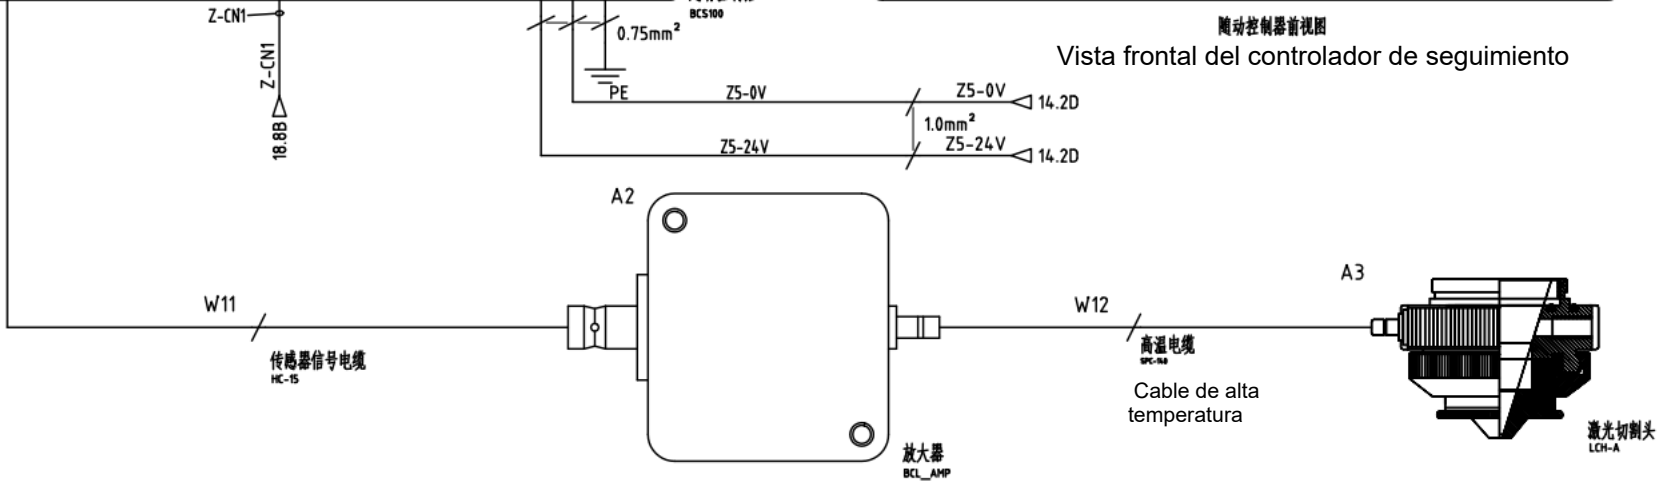 Z-CN1
BCS100
0.75mm²
随动控制器前视图
Vista frontal del controlador de seguimiento
Z-CN1
18.8B
PE
Z5-0V
Z5-0V
14.2D
1.0mm²
Z5-24V
Z5-24V
14.2D
A2
A3
W11
W12
传感器信号电缆
HC-15
高温电缆
SPC-140
Cable de alta
temperatura
放大器
BCL_AMP
激光切割头
LCH-A